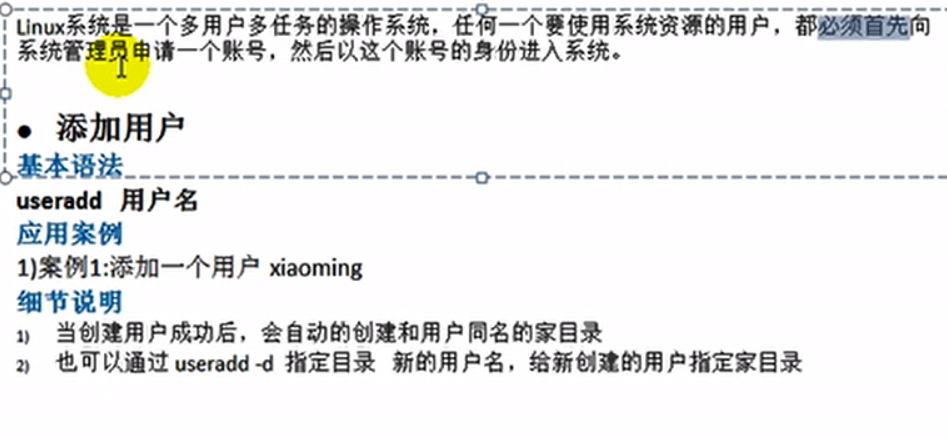 Linux系统是一个多用户多任务的操作系统，任何一个要使用系统资源的用户，都必须首先向
系统管理员申请一个账号，然后以这个账号的身份进入系统。
● 添加用户
基本语法
useradd 用户名
应用案例
1)案例1:添加一个用户 xiaoming
细节说明
1) 当创建用户成功后，会自动的创建和用户同名的家目录
2) 也可以通过 useradd -d 指定目录 新的用户名，给新创建的用户指定家目录